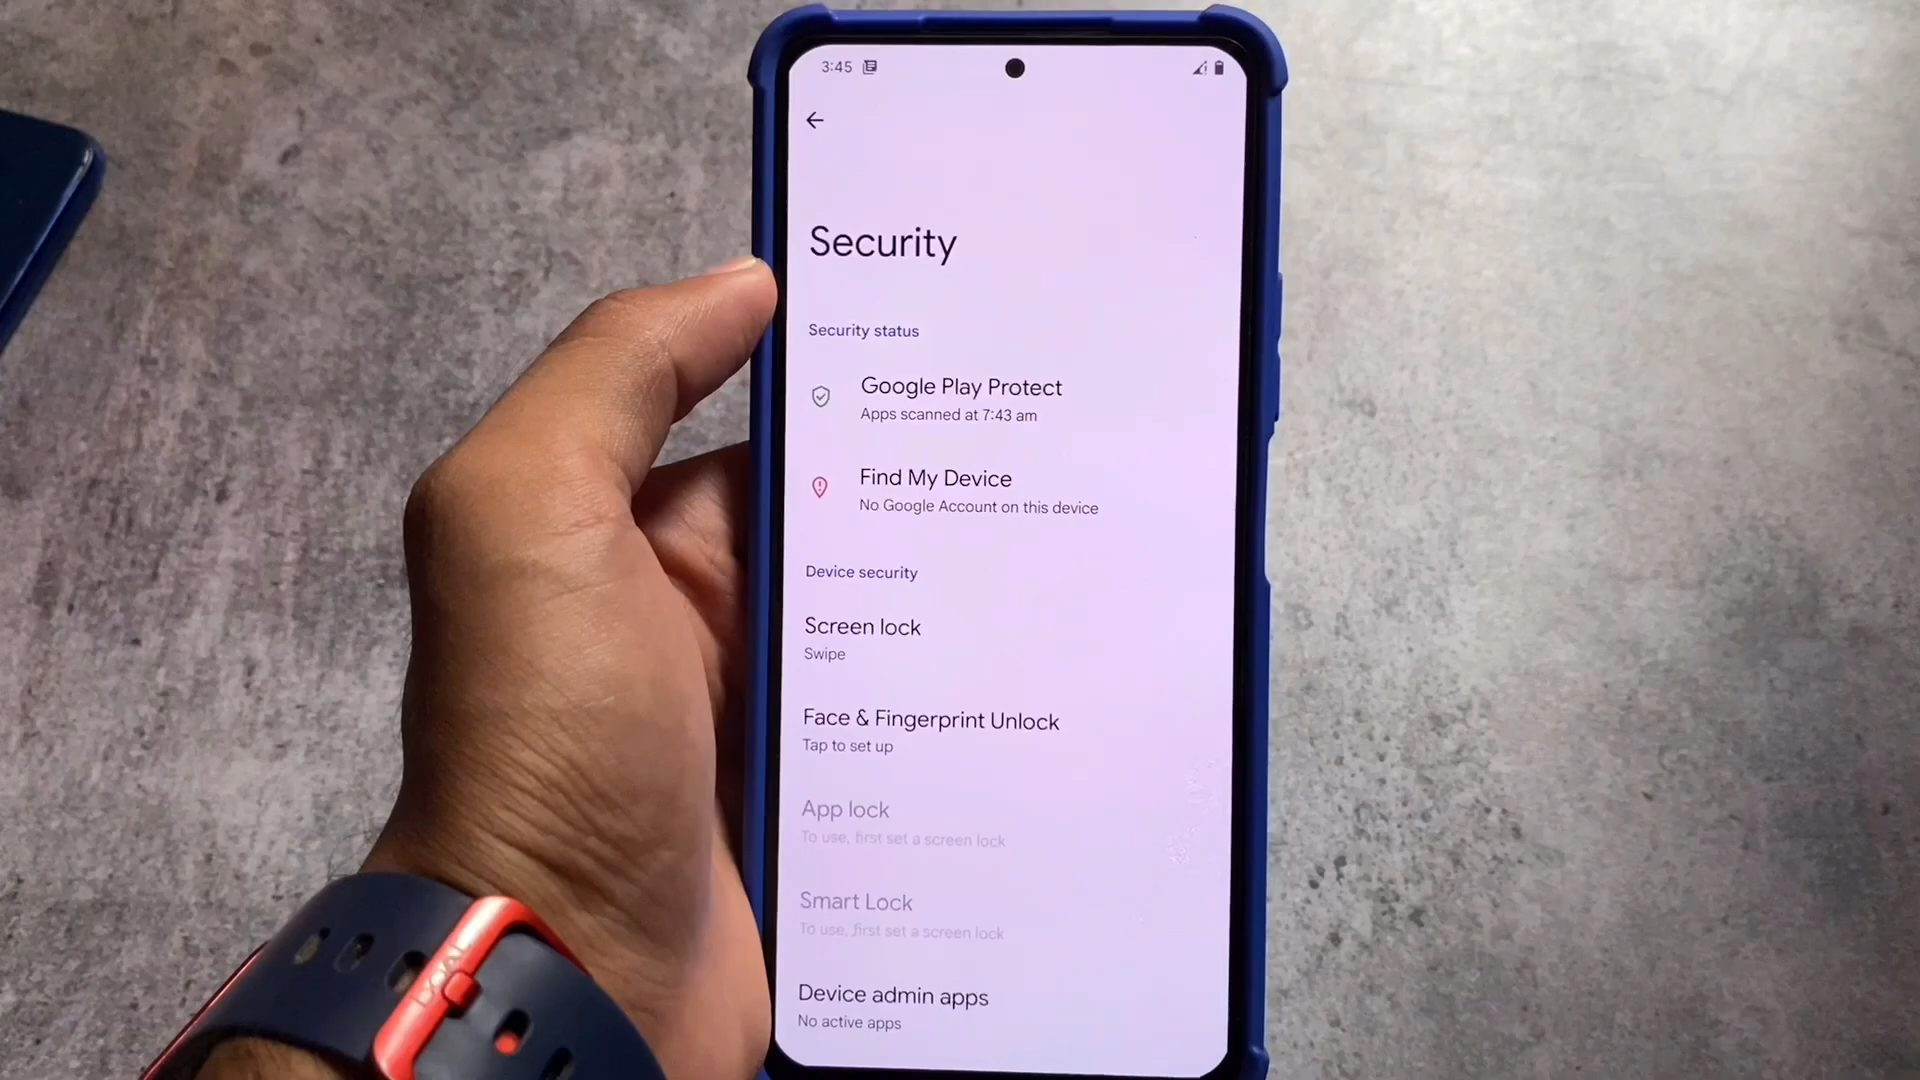 3:45
Security
Security status
Google Play Protect
Apps scanned at 7:43 am
Find My Device
No Google Account on this device
Device security
Screen lock
Swipe
Face & Fingerprint Unlock
Tap to set up
App lock
To use, first set a screen lock
Smart Lock
To use, first set a screen lock
Device admin apps
No active apps